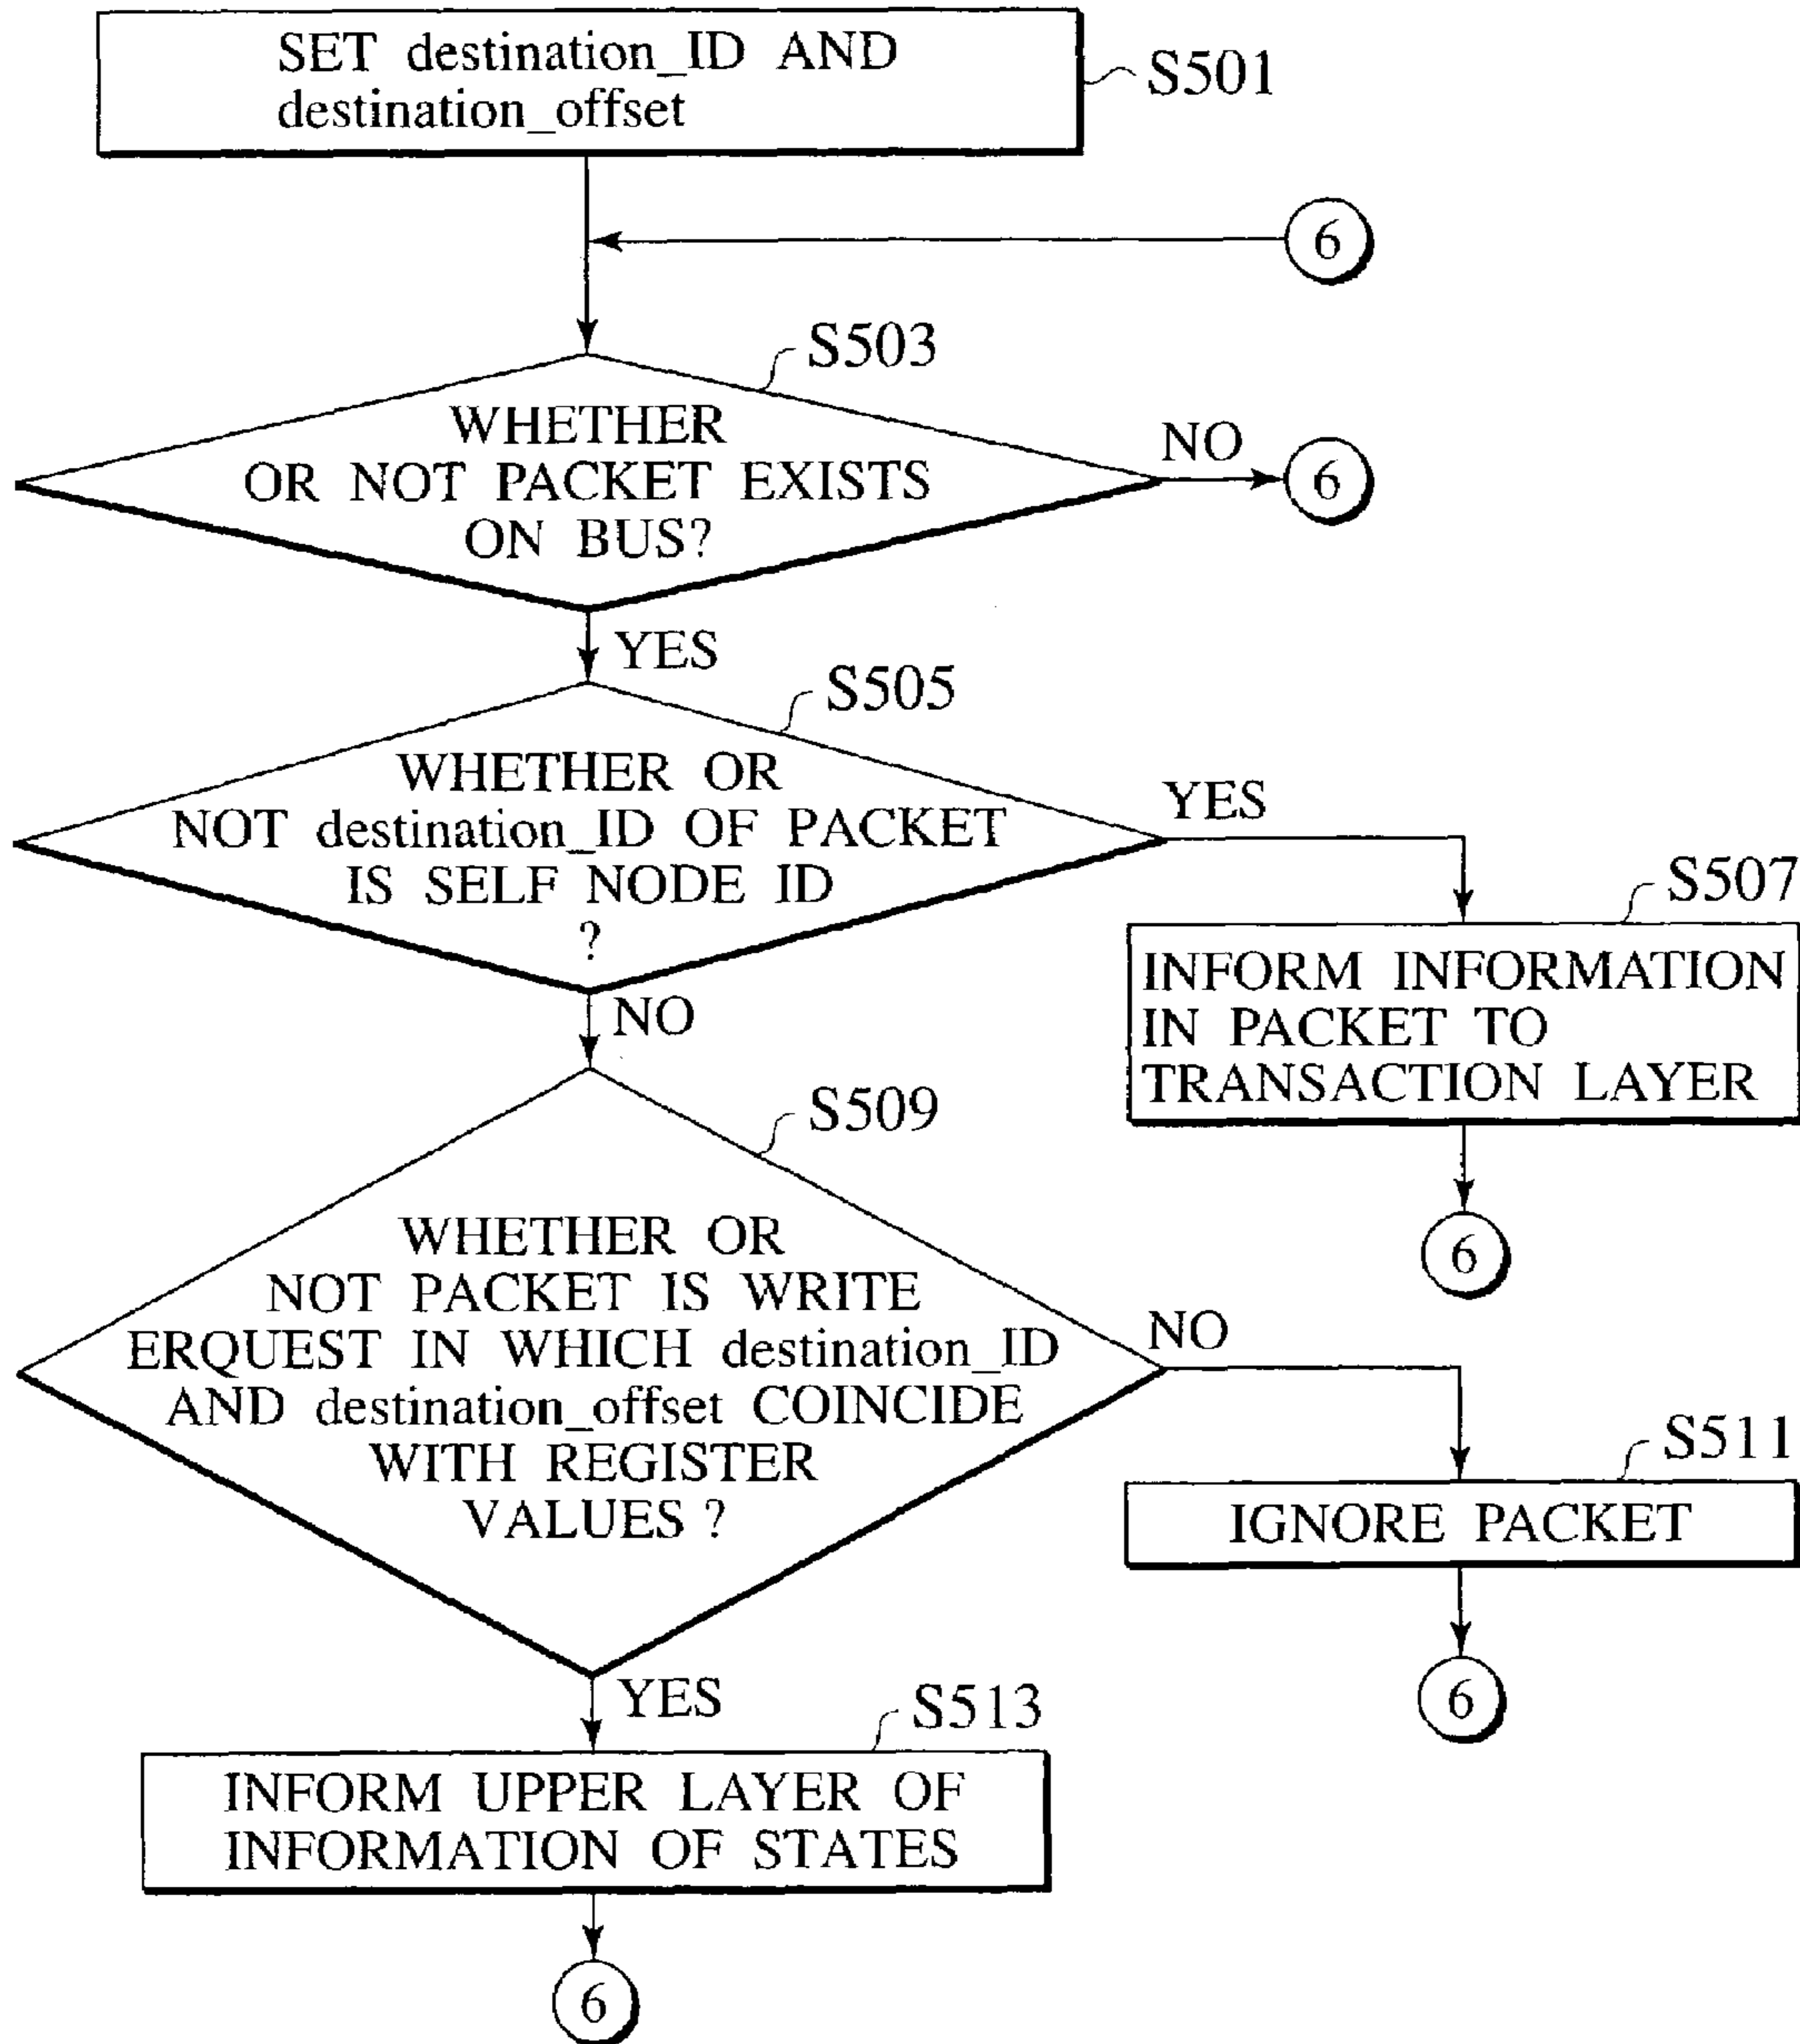 SET destination_ID AND
destination_offset
S501
6
S503
WHETHER
OR NOT PACKET EXISTS
ON BUS?
NO
6
YES
S505
WHETHER OR
NOT destination_ID OF PACKET
IS SELF NODE ID
?
YES
S507
INFORM INFORMATION
IN PACKET TO
TRANSACTION LAYER
6
NO
S509
WHETHER OR
NOT PACKET IS WRITE
ERQUEST IN WHICH destination_ID
AND destination_offset COINCIDE
WITH REGISTER
VALUES ?
NO
S511
IGNORE PACKET
6
YES
S513
INFORM UPPER LAYER OF
INFORMATION OF STATES
6